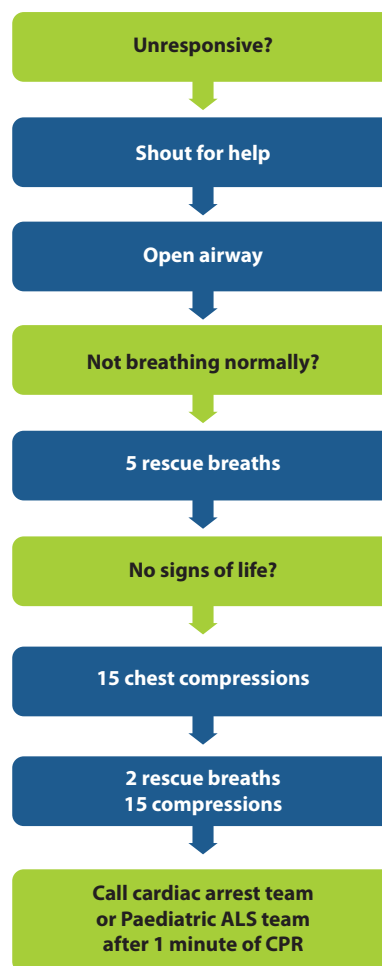 Unresponsive?
Shout for help
Open airway
Not breathing normally?
5 rescue breaths
No signs of life?
15 chest compressions
2 rescue breaths
15 compressions
Call cardiac arrest team
or Paediatric ALS team
after 1 minute of CPR